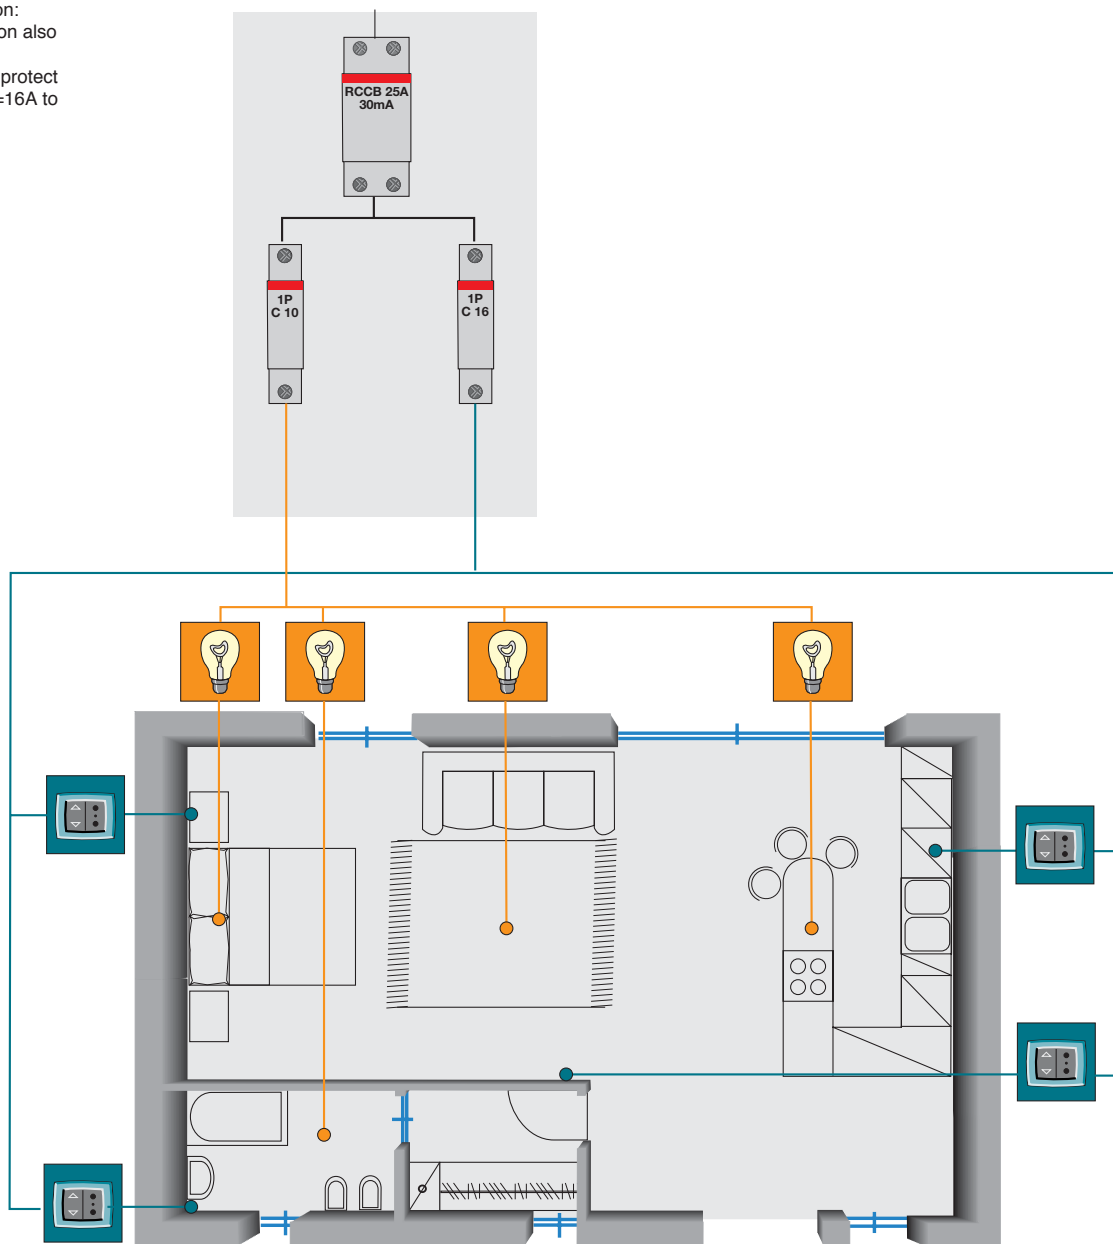 on:
on also
protect
=16A to
RCCB 25A
30mA
1P
C 10
1P
C 16